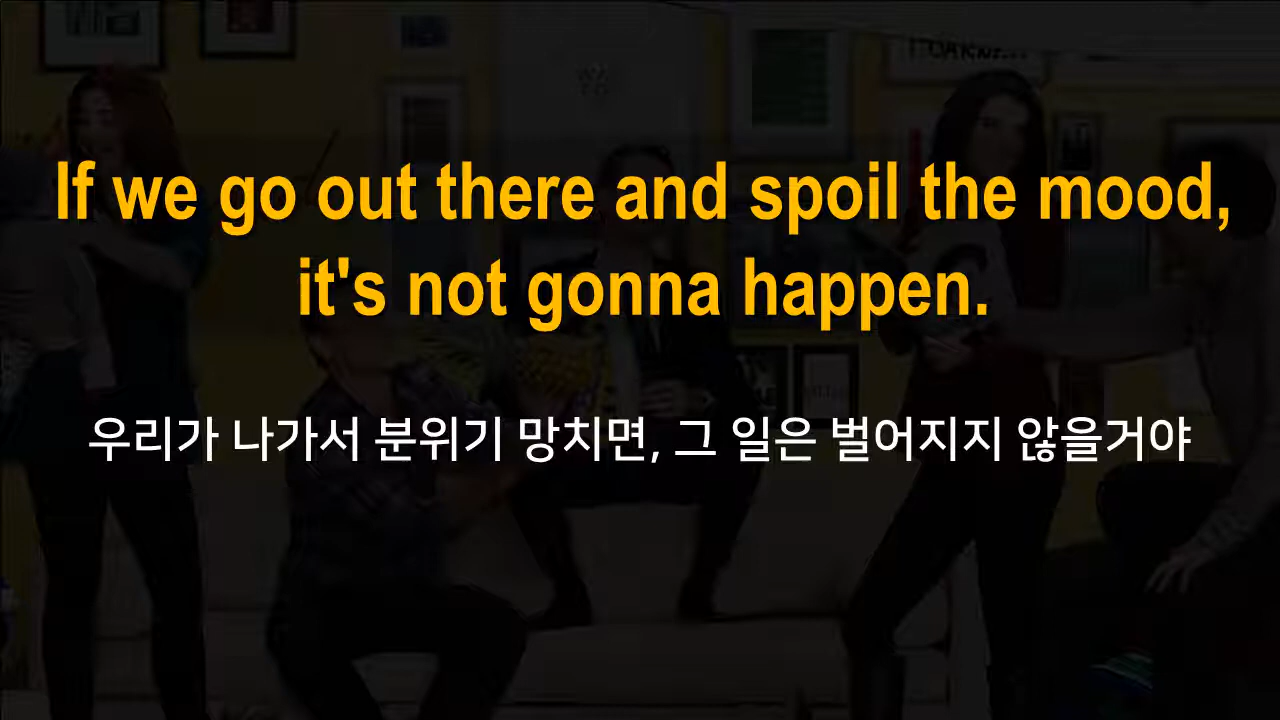 If we go out there and spoil the mood,
it's not gonna happen.
우리가 나가서 분위기 망치면, 그 일은 벌어지지 않을거야